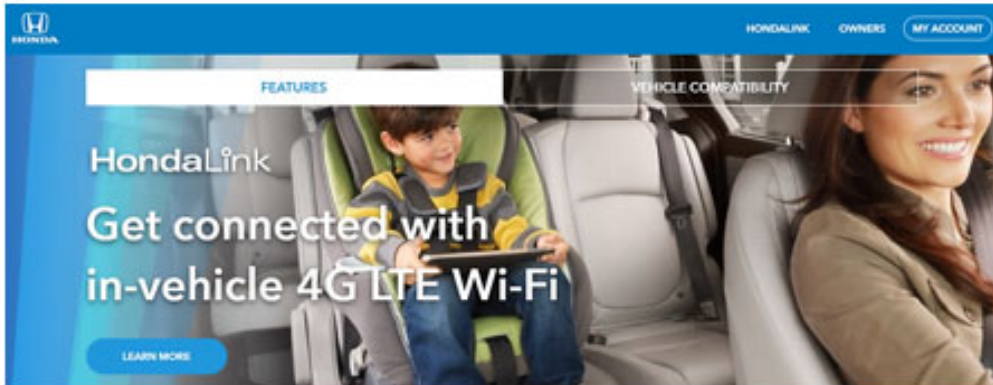 HONDA
HONDALINK OWNERS MY ACCOUNT
FEATURES VEHICLE COMPATIBILITY
HondaLink
Get connected with
in-vehicle 4G LTE Wi-Fi
LEARN MORE